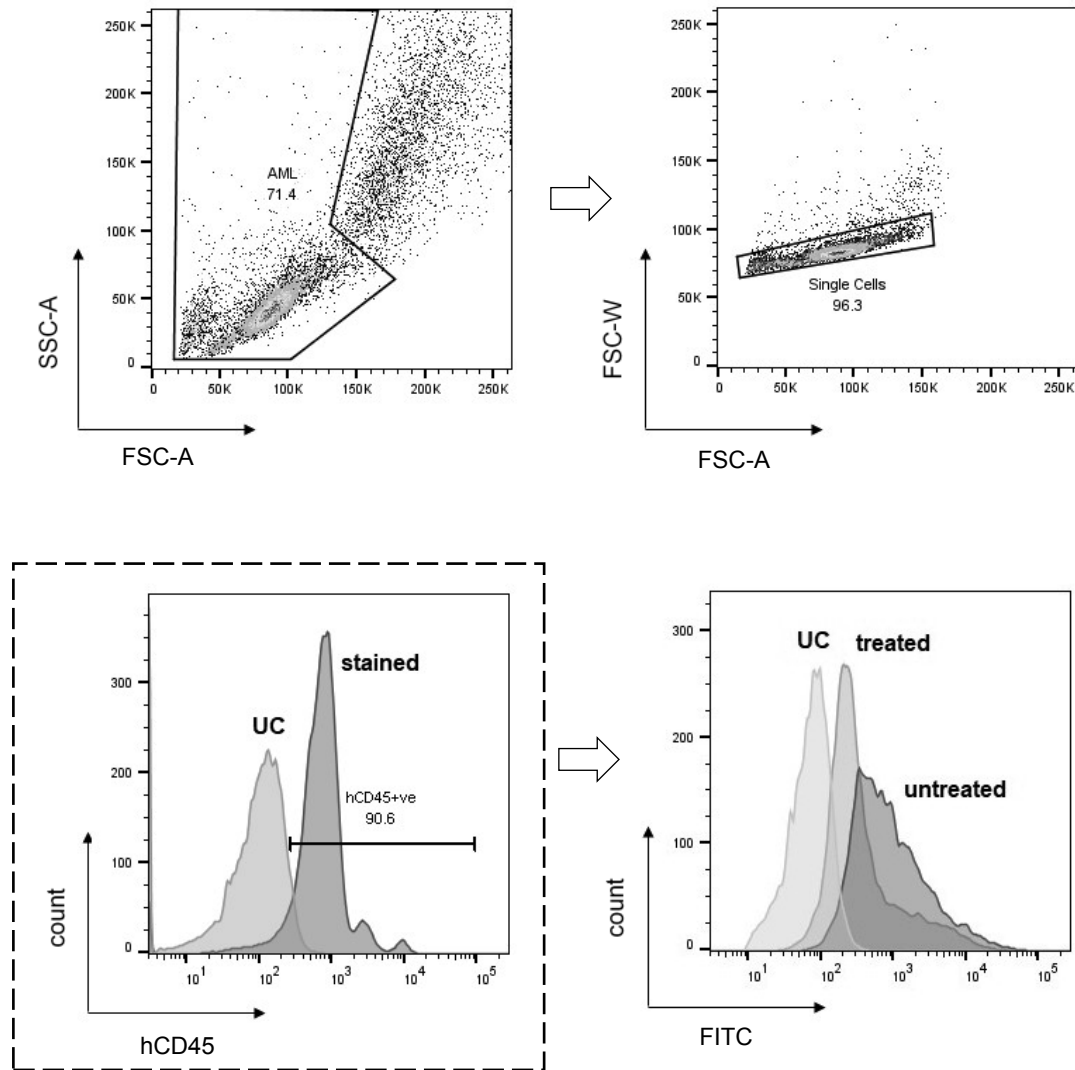 250K
200K
150K
100K
50K
0
AML
71.4
0 50K 100K 150K 200K 250K
SSC-A
FSC-A
250K
200K
150K
100K
50K
0
Single Cells
96.3
0 50K 100K 150K 200K 250K
FSC-W
FSC-A
300
200
100
0
UC
stained
hCD45+ve
90.6
10^1 10^2 10^3 10^4 10^5
count
hCD45
300
200
100
0
UC treated
untreated
10^1 10^2 10^3 10^4 10^5
count
FITC